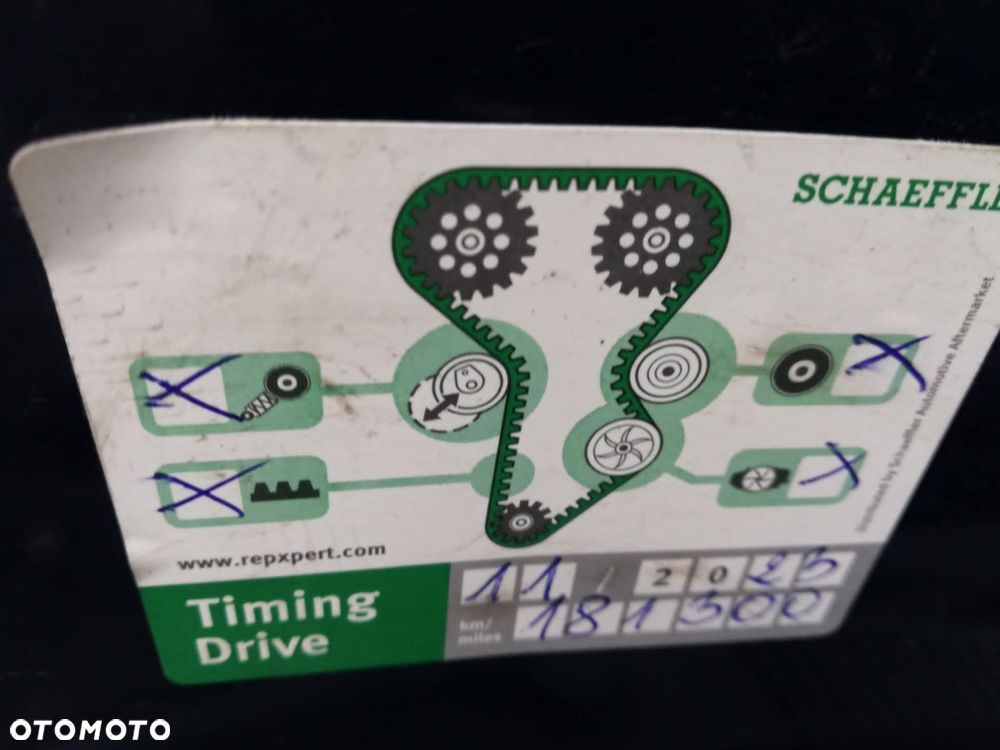 SCHAEFFLE
Distributed by Schaeffler Automotive Aftermarket
X
X
X
X
www.repxpert.com
Timing
Drive
11 / 2023
km/
miles
181300
OTOMOTO